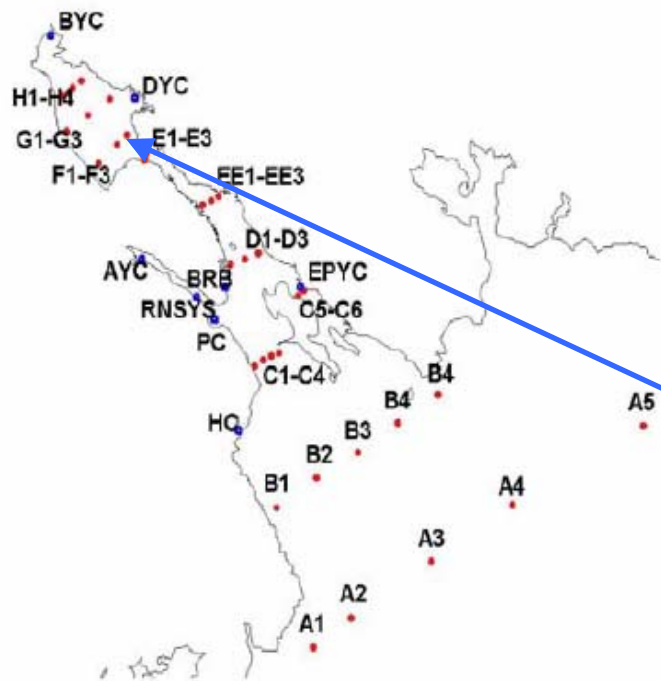 BYC
DYC
H1-H4
G1-G3
E1-E3
F1-F3
EE1-EE3
D1-D3
AYC
BRB
EPYC
RNSYS
C5-C6
PC
C1-C4
B4
B4
A5
HC
B3
B2
B1
A4
A3
A2
A1